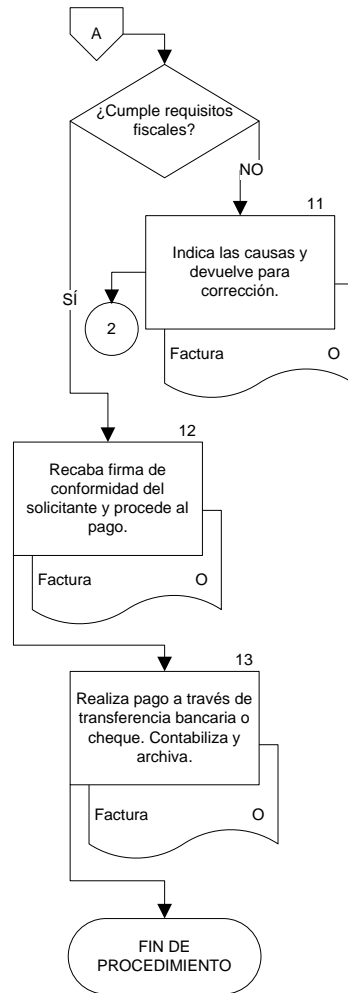 A
¿Cumple requisitos
fiscales?
NO
11
Indica las causas y
devuelve para
corrección.
SÍ
2
Factura O
12
Recaba firma de
conformidad del
solicitante y procede al
pago.
Factura O
13
Realiza pago a través de
transferencia bancaria o
cheque. Contabiliza y
archiva.
Factura O
FIN DE
PROCEDIMIENTO